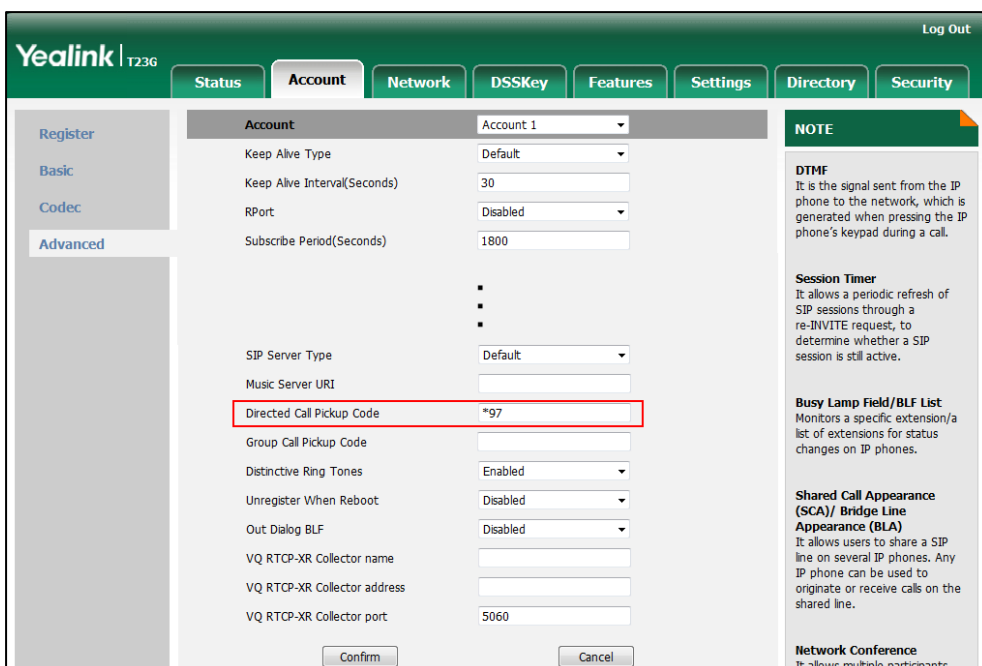 Log Out
Yealink T23G
Status Account Network DSSKey Features Settings Directory Security
Register
Basic
Codec
Advanced
Account Account 1
Keep Alive Type Default
Keep Alive Interval(Seconds) 30
RPort Disabled
Subscribe Period(Seconds) 1800
SIP Server Type Default
Music Server URI
Directed Call Pickup Code *97
Group Call Pickup Code
Distinctive Ring Tones Enabled
Unregister When Reboot Disabled
Out Dialog BLF Disabled
VQ RTCP-XR Collector name
VQ RTCP-XR Collector address
VQ RTCP-XR Collector port 5060
Confirm Cancel
NOTE
DTMF
It is the signal sent from the IP
phone to the network, which is
generated when pressing the IP
phone's keypad during a call.
Session Timer
It allows a periodic refresh of
SIP sessions through a
re-INVITE request, to
determine whether a SIP
session is still active.
Busy Lamp Field/BLF List
Monitors a specific extension/a
list of extensions for status
changes on IP phones.
Shared Call Appearance
(SCA)/ Bridge Line
Appearance (BLA)
It allows users to share a SIP
line on several IP phones. Any
IP phone can be used to
originate or receive calls on the
shared line.
Network Conference
It allows multiple participants